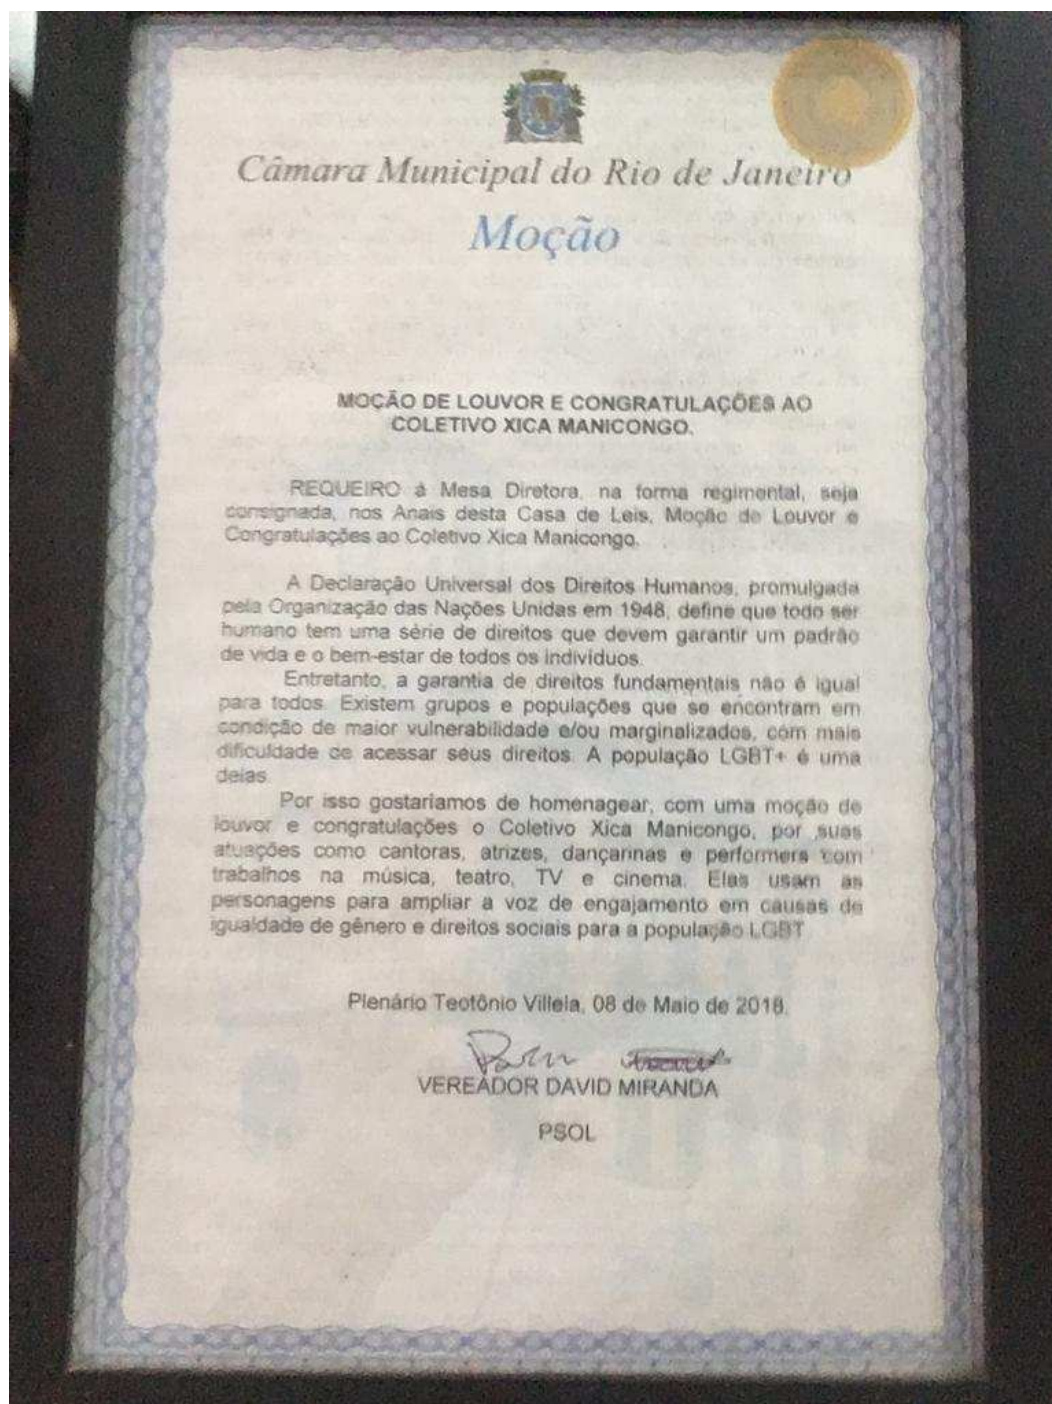 Câmara Municipal do Rio de Janeiro
Moção
MOÇÃO DE LOUVOR E CONGRATULAÇÕES AO
COLETIVO XICA MANICONGO.
REQUEIRO à Mesa Diretora, na forma regimental, seja
consignada, nos Anais desta Casa de Leis, Moção de Louvor e
Congratulações ao Coletivo Xica Manicongo.
A Declaração Universal dos Direitos Humanos, promulgada
pela Organização das Nações Unidas em 1948, define que todo ser
humano tem uma série de direitos que devem garantir um padrão
de vida e o bem-estar de todos os indivíduos.
Entretanto, a garantia de direitos fundamentais não é igual
para todos. Existem grupos e populações que se encontram em
condição de maior vulnerabilidade e/ou marginalizados, com mais
dificuldade de acessar seus direitos. A população LGBT+ é uma
delas.
Por isso gostaríamos de homenagear, com uma moção de
louvor e congratulações o Coletivo Xica Manicongo, por suas
atuações como cantoras, atrizes, dançarinas e performers com
trabalhos na música, teatro, TV e cinema. Elas usam as
personagens para ampliar a voz de engajamento em causas de
igualdade de gênero e direitos sociais para a população LGBT
Plenário Teotônio Villela, 08 de Maio de 2018.
VEREADOR DAVID MIRANDA
PSOL